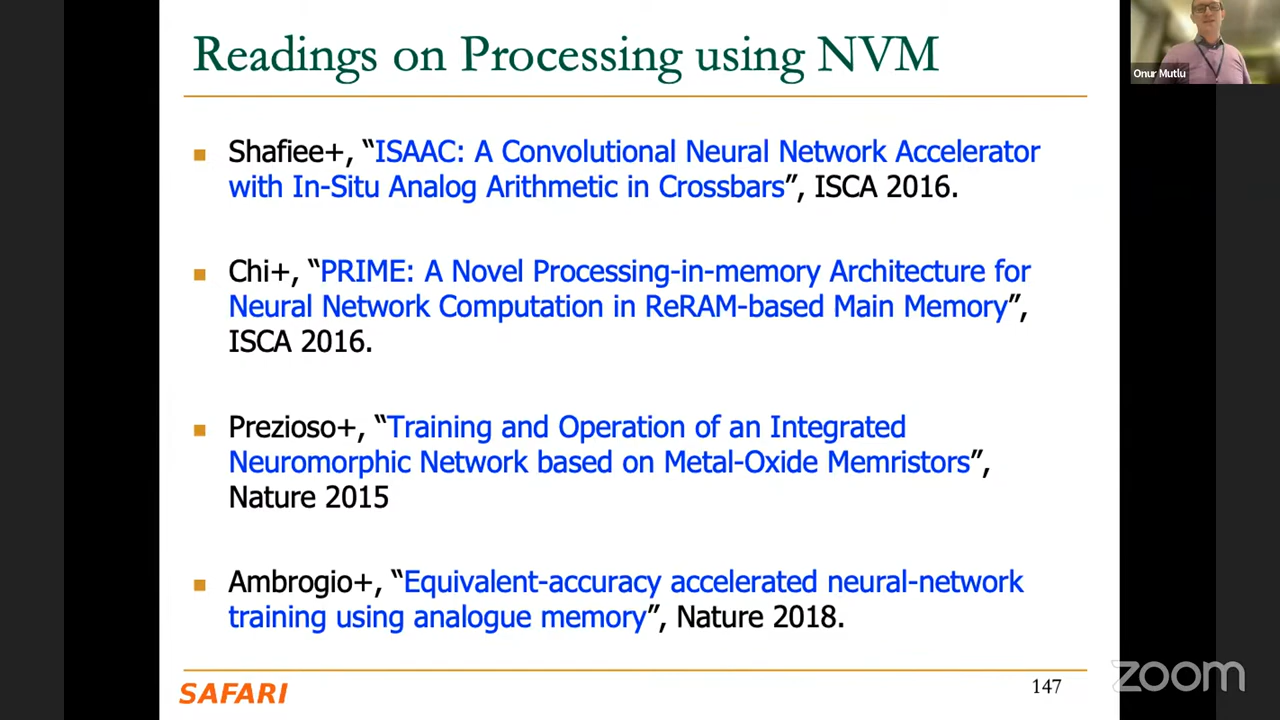 Readings on Processing using NVM
Onur Mutlu
Shafiee+, “ISAAC: A Convolutional Neural Network Accelerator
with In-Situ Analog Arithmetic in Crossbars”, ISCA 2016.
Chi+, “PRIME: A Novel Processing-in-memory Architecture for
Neural Network Computation in ReRAM-based Main Memory”,
ISCA 2016.
Prezioso+, “Training and Operation of an Integrated
Neuromorphic Network based on Metal-Oxide Memristors”,
Nature 2015
Ambrogio+, “Equivalent-accuracy accelerated neural-network
training using analogue memory”, Nature 2018.
SAFARI
147
zoom